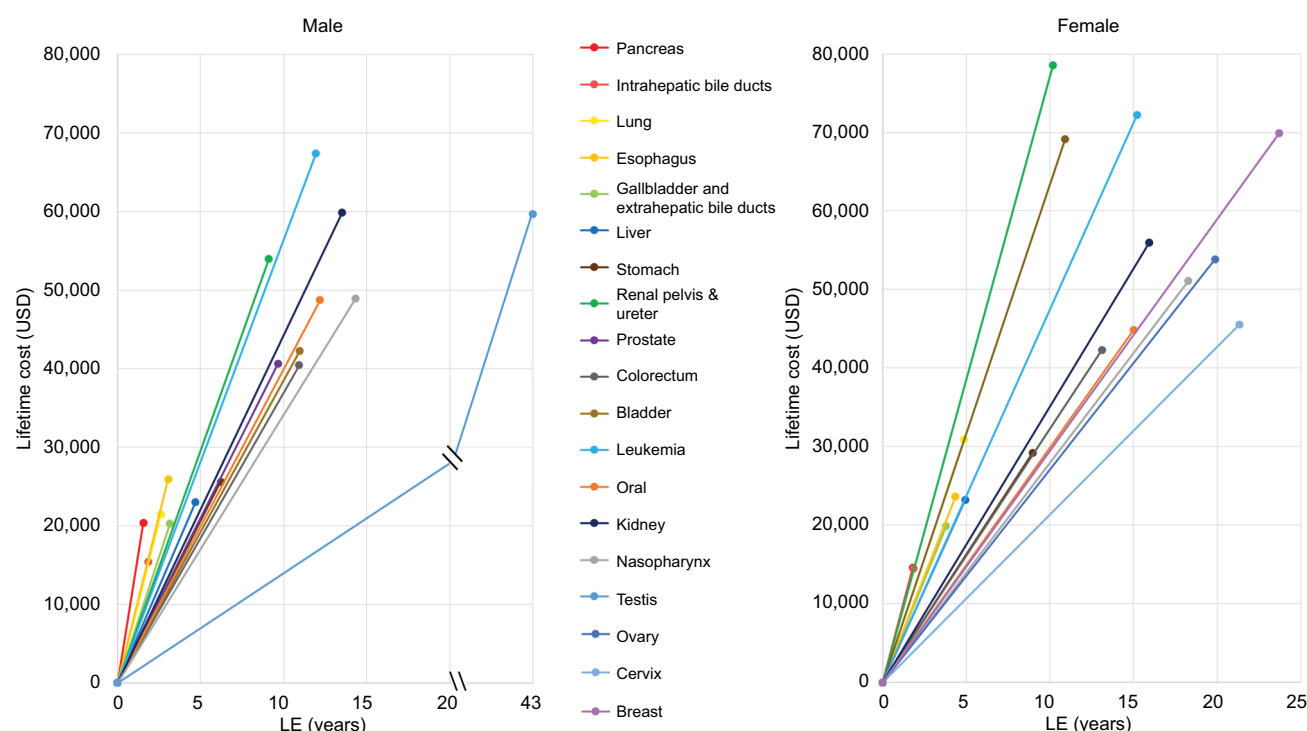 Male
80,000
70,000
60,000
50,000
40,000
30,000
20,000
10,000
0
Lifetime cost (USD)
0 5 10 15 20 43
LE (years)
Pancreas
Intrahepatic bile ducts
Lung
Esophagus
Gallbladder and
extrahepatic bile ducts
Liver
Stomach
Renal pelvis &
ureter
Prostate
Colorectum
Bladder
Leukemia
Oral
Kidney
Nasopharynx
Testis
Ovary
Cervix
Breast
Female
80,000
70,000
60,000
50,000
40,000
30,000
20,000
10,000
0
Lifetime cost (USD)
0 5 10 15 20 25
LE (years)